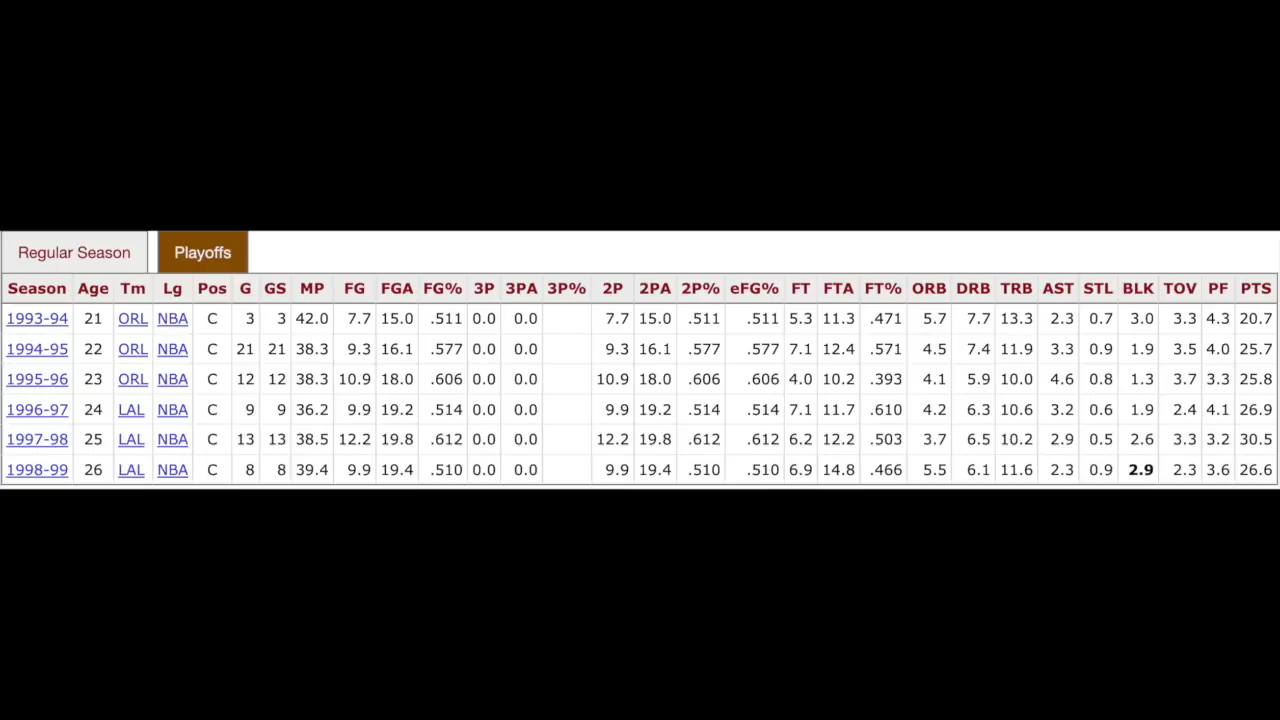 Regular Season Playoffs
Season Age Tm Lg Pos G GS MP FG FGA FG% 3P 3PA 3P% 2P 2PA 2P% eFG% FT FTA FT% ORB DRB TRB AST STL BLK TOV PF PTS
1993-94 21 ORL NBA C 3 3 42.0 7.7 15.0 .511 0.0 0.0 7.7 15.0 .511 .511 5.3 11.3 .471 5.7 7.7 13.3 2.3 0.7 3.0 3.3 4.3 20.7
1994-95 22 ORL NBA C 21 21 38.3 9.3 16.1 .577 0.0 0.0 9.3 16.1 .577 .577 7.1 12.4 .571 4.5 7.4 11.9 3.3 0.9 1.9 3.5 4.0 25.7
1995-96 23 ORL NBA C 12 12 38.3 10.9 18.0 .606 0.0 0.0 10.9 18.0 .606 .606 4.0 10.2 .393 4.1 5.9 10.0 4.6 0.8 1.3 3.7 3.3 25.8
1996-97 24 LAL NBA C 9 9 36.2 9.9 19.2 .514 0.0 0.0 9.9 19.2 .514 .514 7.1 11.7 .610 4.2 6.3 10.6 3.2 0.6 1.9 2.4 4.1 26.9
1997-98 25 LAL NBA C 13 13 38.5 12.2 19.8 .612 0.0 0.0 12.2 19.8 .612 .612 6.2 12.2 .503 3.7 6.5 10.2 2.9 0.5 2.6 3.3 3.2 30.5
1998-99 26 LAL NBA C 8 8 39.4 9.9 19.4 .510 0.0 0.0 9.9 19.4 .510 .510 6.9 14.8 .466 5.5 6.1 11.6 2.3 0.9 2.9 2.3 3.6 26.6